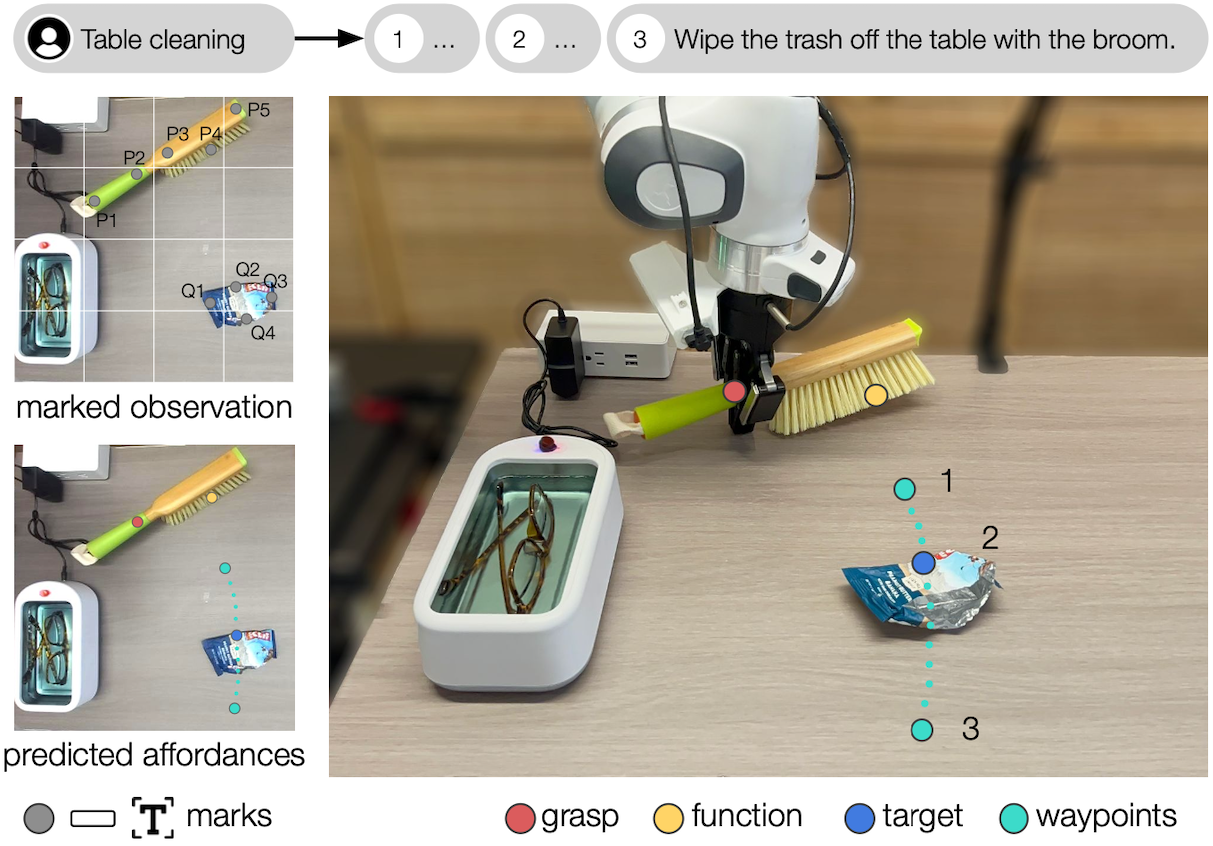 Table cleaning
1 ...
2 ...
3 Wipe the trash off the table with the broom.
P5
P3 P4
P2
P1
Q2
Q3
Q1
Q4
marked observation
predicted affordances
1
2
3
T marks
grasp
function
target
waypoints